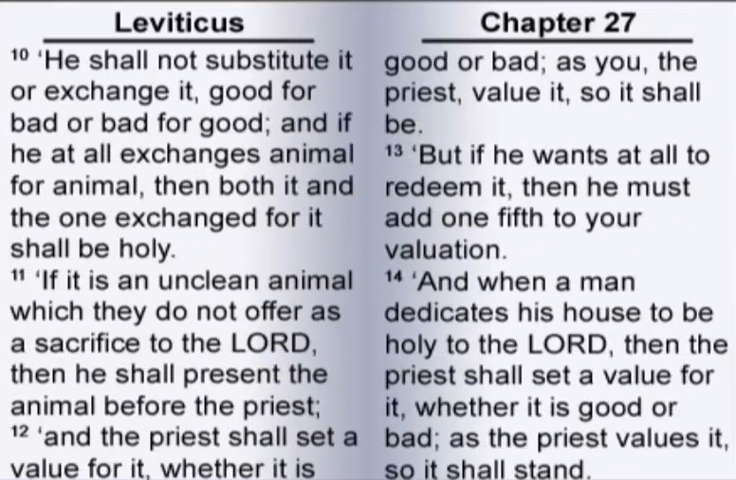 Leviticus
¹⁰ ‘He shall not substitute it
or exchange it, good for
bad or bad for good; and if
he at all exchanges animal
for animal, then both it and
the one exchanged for it
shall be holy.
¹¹ ‘If it is an unclean animal
which they do not offer as
a sacrifice to the LORD,
then he shall present the
animal before the priest;
¹² ‘and the priest shall set a
value for it, whether it is
Chapter 27
good or bad; as you, the
priest, value it, so it shall
be.
¹³ ‘But if he wants at all to
redeem it, then he must
add one fifth to your
valuation.
¹⁴ ‘And when a man
dedicates his house to be
holy to the LORD, then the
priest shall set a value for
it, whether it is good or
bad; as the priest values it,
so it shall stand.